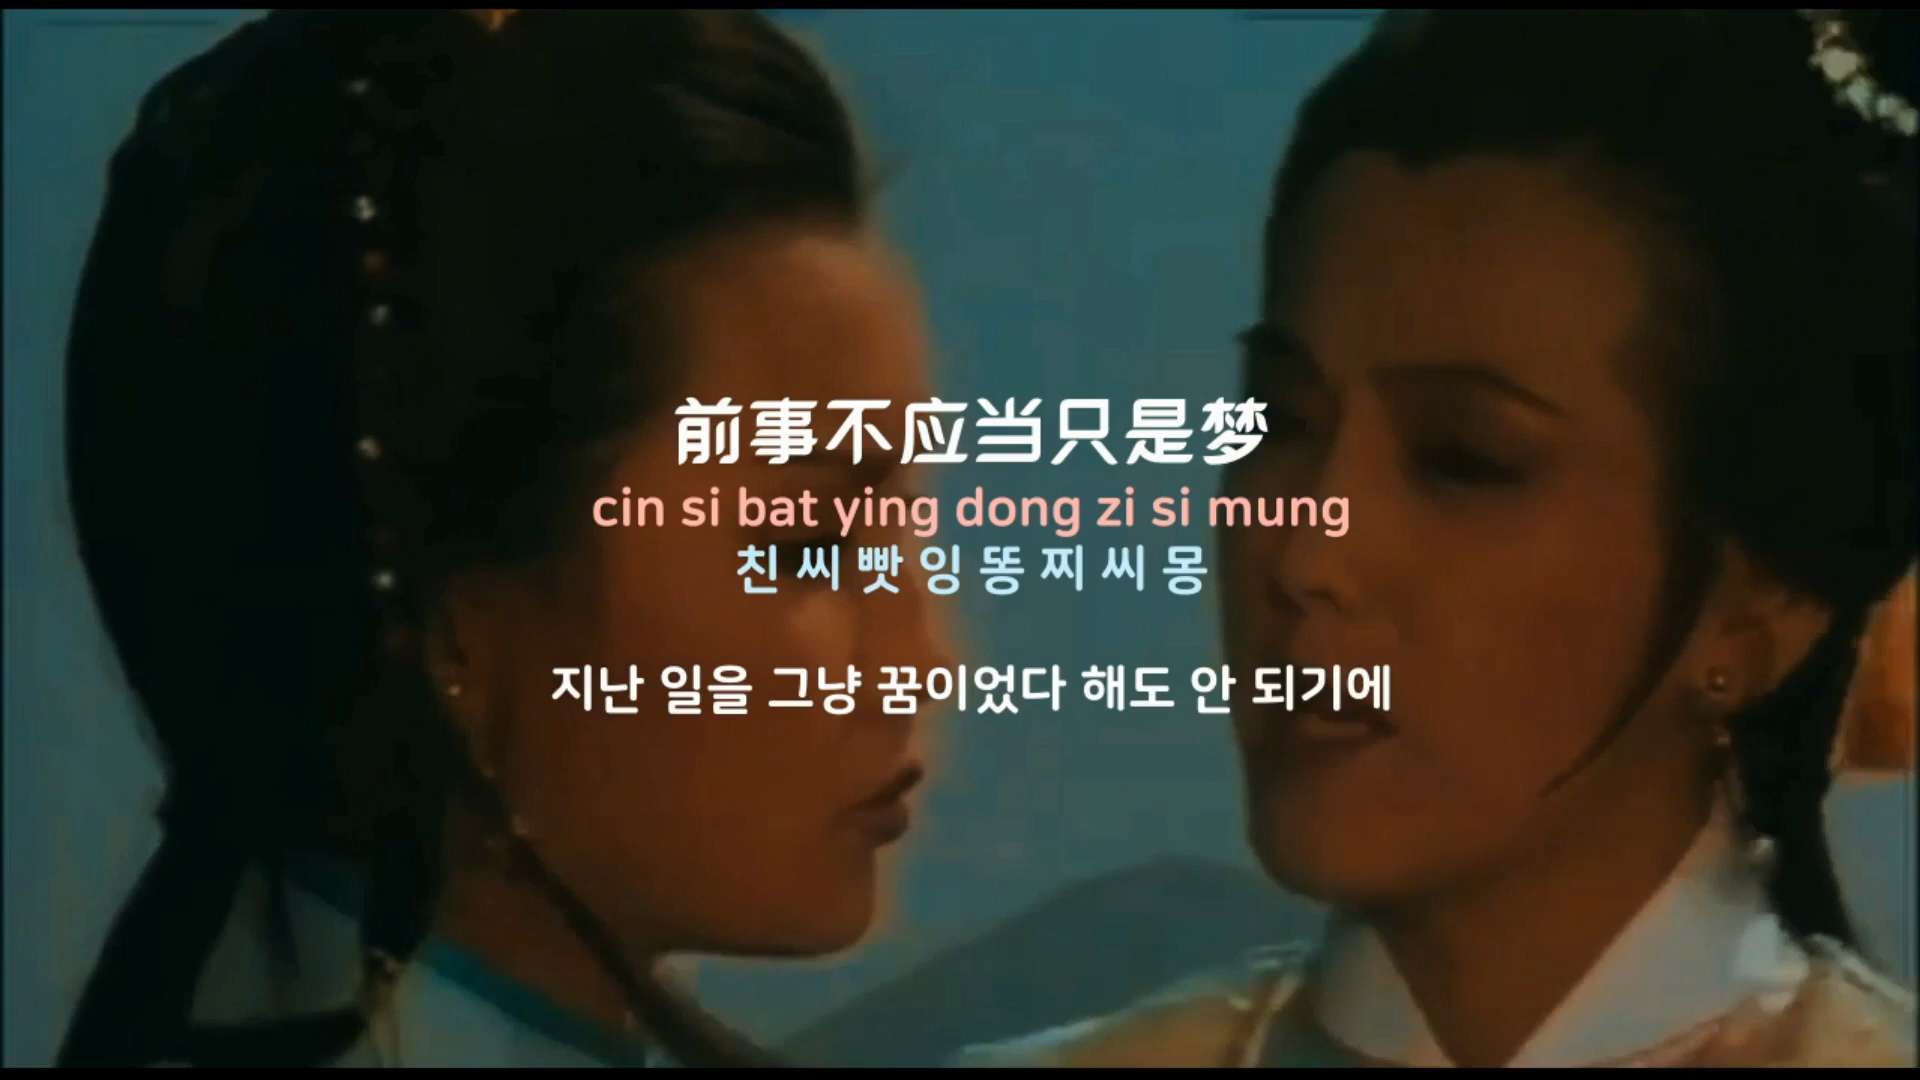 前事不应当只是梦
cin si bat ying dong zi si mung
친 씨 빳 잉 똥 찌 씨 몽
지난 일을 그냥 꿈이었다 해도 안 되기에